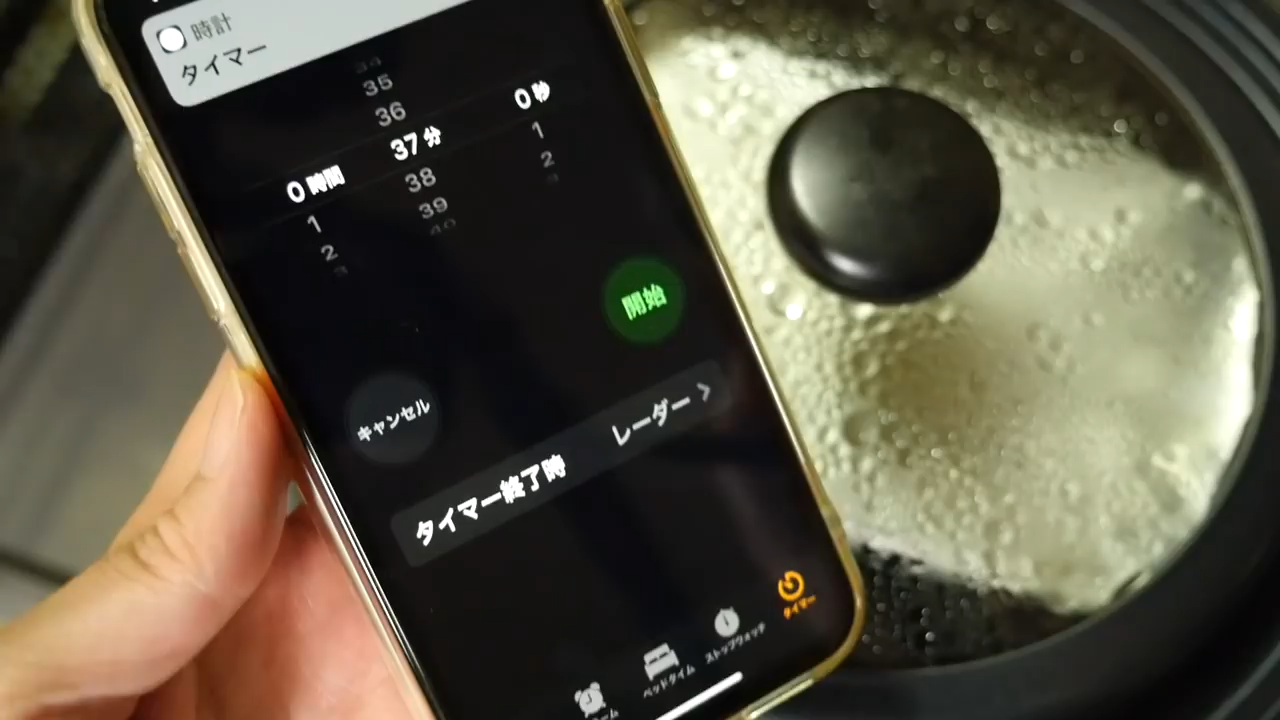 時計
タイマー
34
35
36
0 時間 37 分 0 秒
1 38 1
2 39 2
3 40
開始
キャンセル
タイマー終了時 レーダー >
ベッドタイム
ストップウォッチ
タイマー